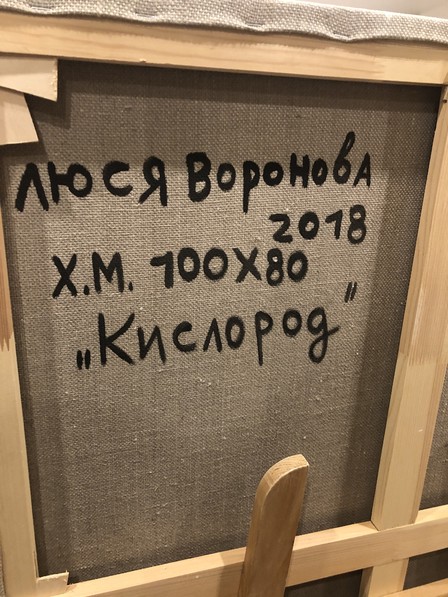 Люся Воронова
2018
Х.М. 100Х80
„Кислород"